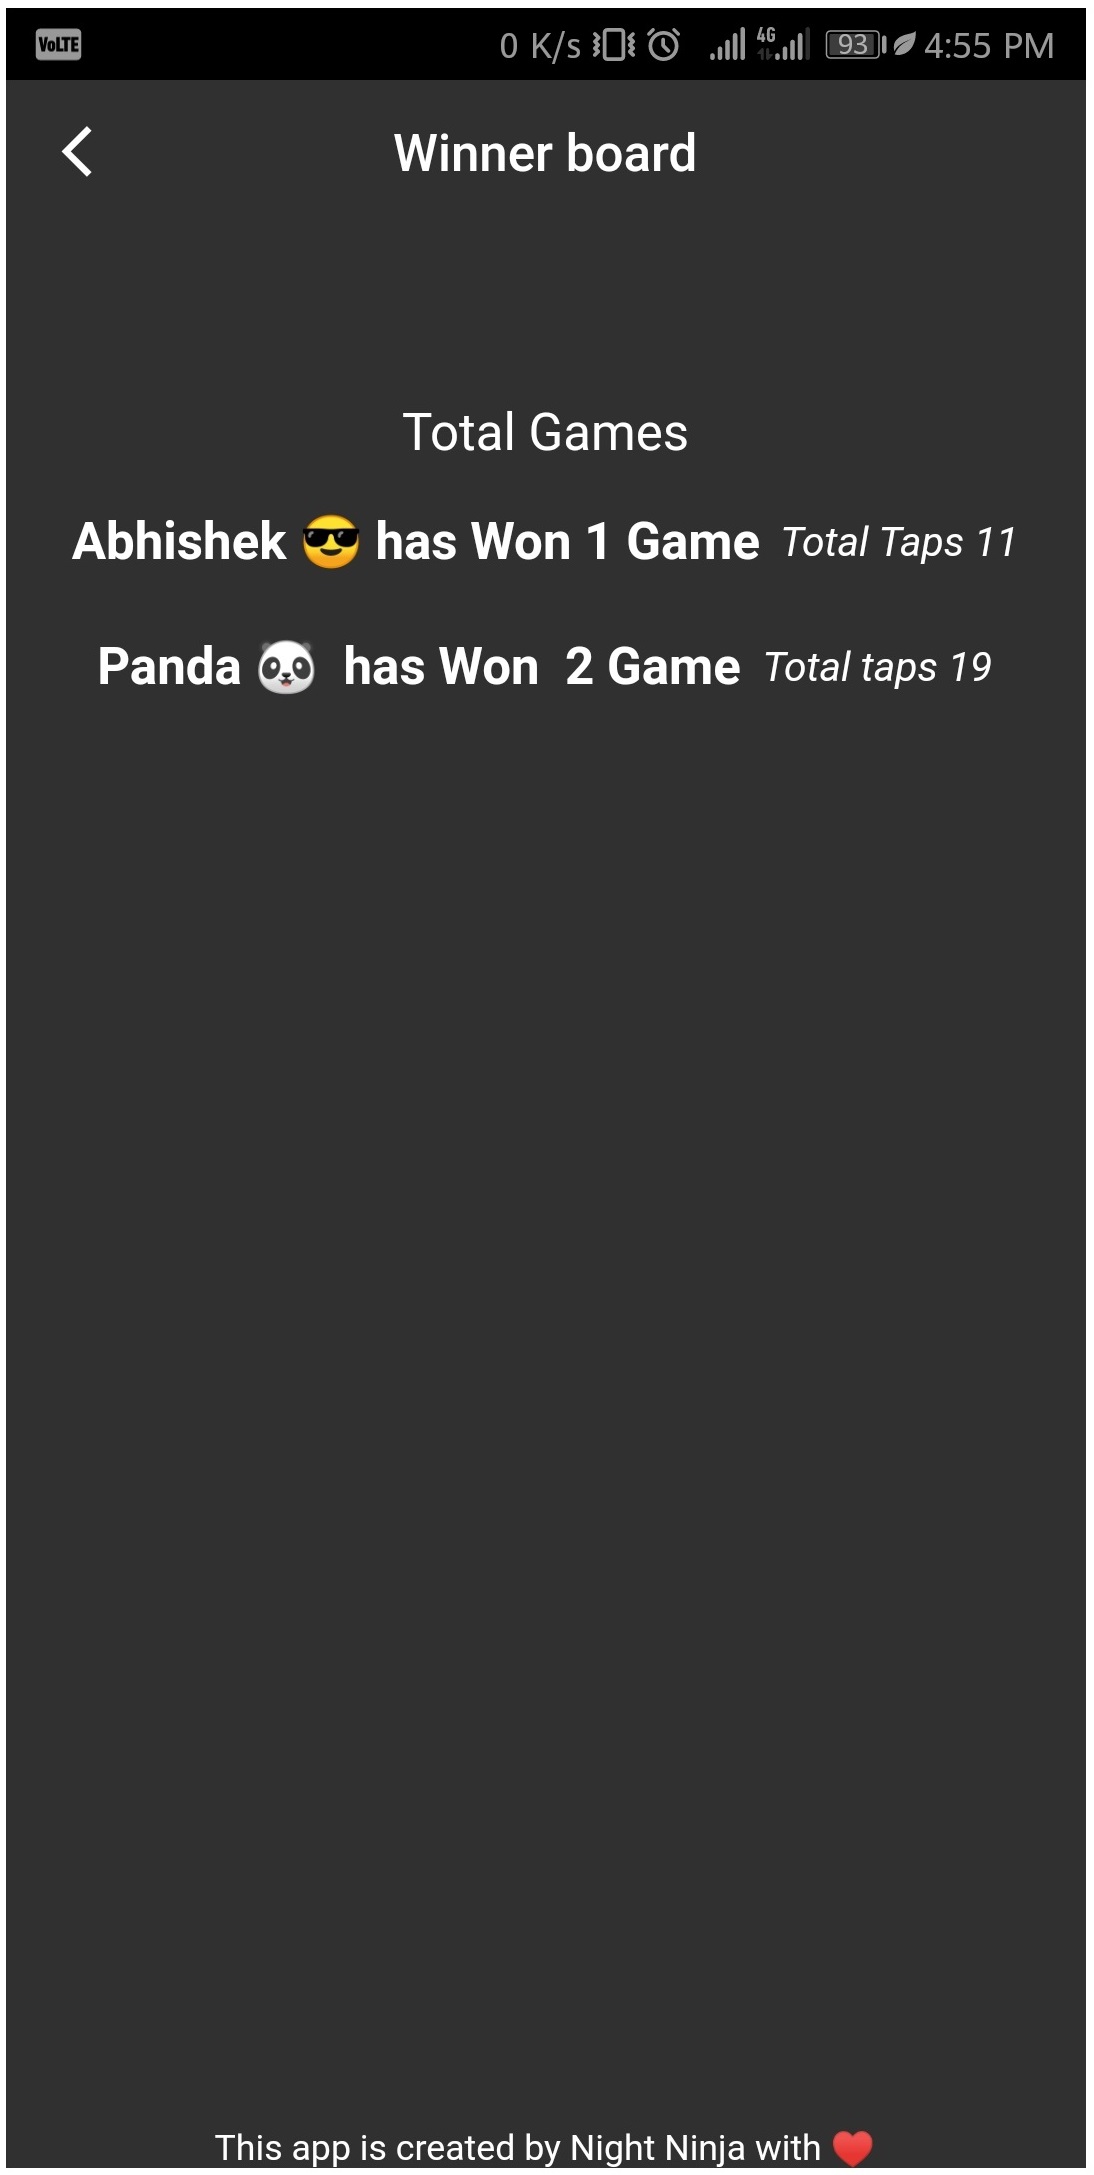 VoLTE 0 K/s 4G 93 4:55 PM
Winner board
Total Games
Abhishek 😎 has Won 1 Game Total Taps 11
Panda 🐼 has Won 2 Game Total taps 19
This app is created by Night Ninja with ❤️